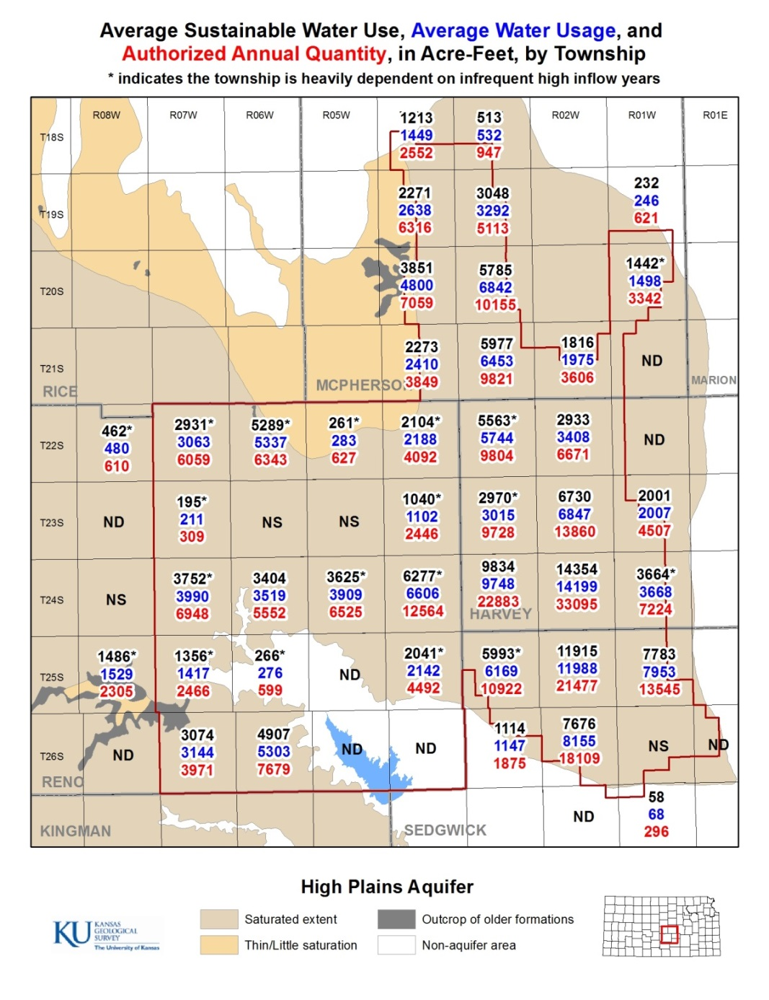 Average Sustainable Water Use, Average Water Usage, and
Authorized Annual Quantity, in Acre-Feet, by Township
* indicates the township is heavily dependent on infrequent high inflow years
R08W R07W R06W R05W R02W R01W R01E
T18S
1213 513
1449 532
2552 947
T19S
232
246
621
2271 3048
2638 3292
6316 5113
T20S
3851 5785 1442*
4800 6842 1498
7059 10155 3342
T21S
2273 5977 1816 ND
2410 6453 1975
3849 9821 3606
RICE MCPHERSO MARION
T22S
462* 2931* 5289* 261* 2104* 5563* 2933 ND
480 3063 5337 283 2188 5744 3408
610 6059 6343 627 4092 9804 6671
T23S
ND 195* NS NS 1040* 2970* 6730 2001
211 1102 3015 6847 2007
309 2446 9728 13860 4507
T24S
NS 3752* 3404 3625* 6277* 9834 14354 3664*
3990 3519 3909 6606 9748 14199 3668
6948 5552 6525 12564 22883 33095 7224
HARVEY
T25S
1486* 1356* 266* ND 2041* 5993* 11915 7783
1529 1417 276 2142 6169 11988 7953
2305 2466 599 4492 10922 21477 13545
T26S
ND 3074 4907 ND ND 1114 7676 NS ND
3144 5303 1147 8155
3971 7679 1875 18109
RENO
58
ND 68
296
KINGMAN SEDGWICK
High Plains Aquifer
KU KANSAS
GEOLOGICAL
SURVEY
The University of Kansas
Saturated extent
Outcrop of older formations
Thin/Little saturation
Non-aquifer area